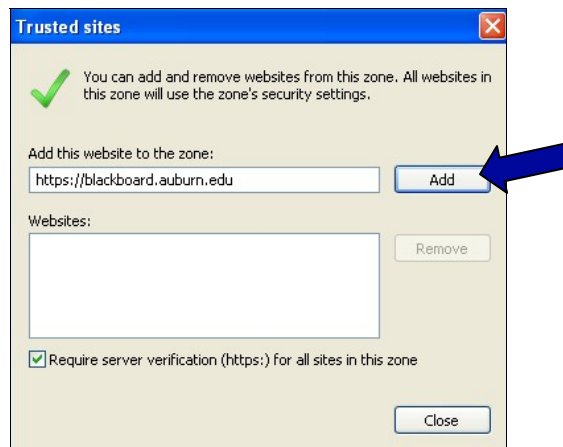 Trusted sites
You can add and remove websites from this zone. All websites in
this zone will use the zone's security settings.
Add this website to the zone:
https://blackboard.auburn.edu
Add
Websites:
Remove
Require server verification (https:) for all sites in this zone
Close